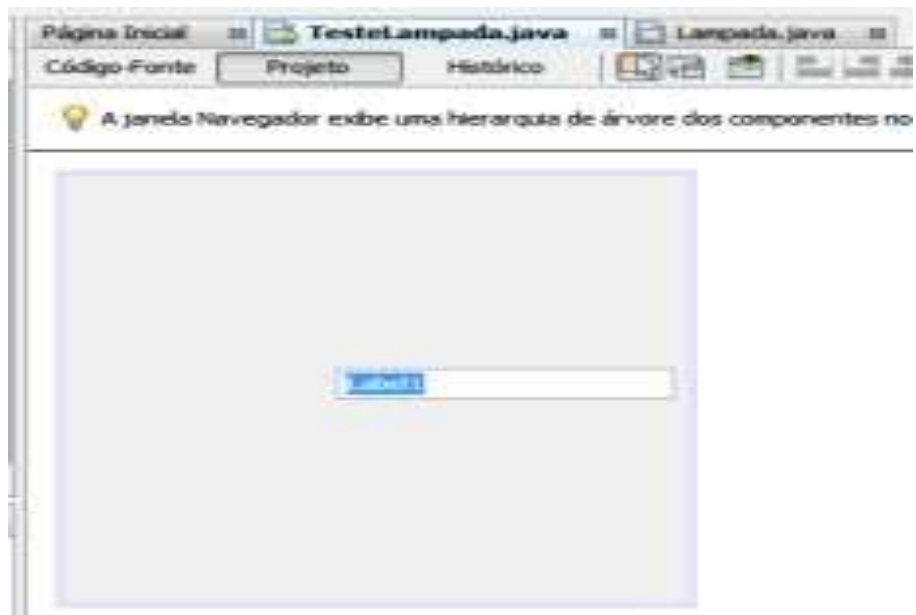 Página Inicial TesteLampada.java Lampada.java
Código-Fonte Projeto Histórico
A janela Navegador exibe uma hierarquia de árvore dos componentes no
jLabel1